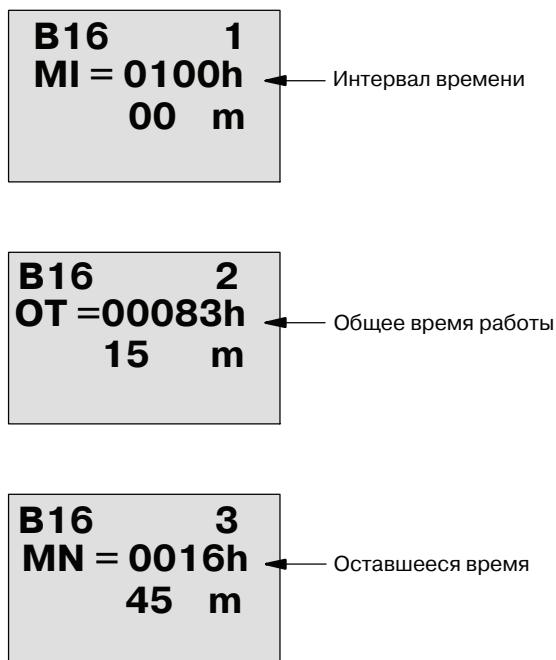 B16 1
MI = 0100h
00 m
Интервал времени
B16 2
OT =00083h
15 m
Общее время работы
B16 3
MN = 0016h
45 m
Оставшееся время